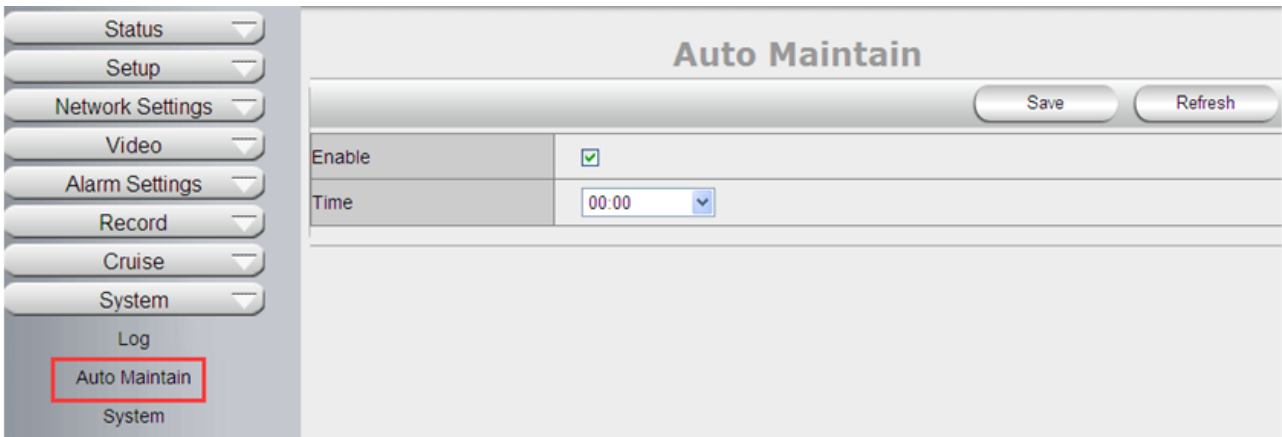 Status
Setup
Network Settings
Video
Alarm Settings
Record
Cruise
System
Log
Auto Maintain
System
Auto Maintain
Save Refresh
Enable
Time 00:00